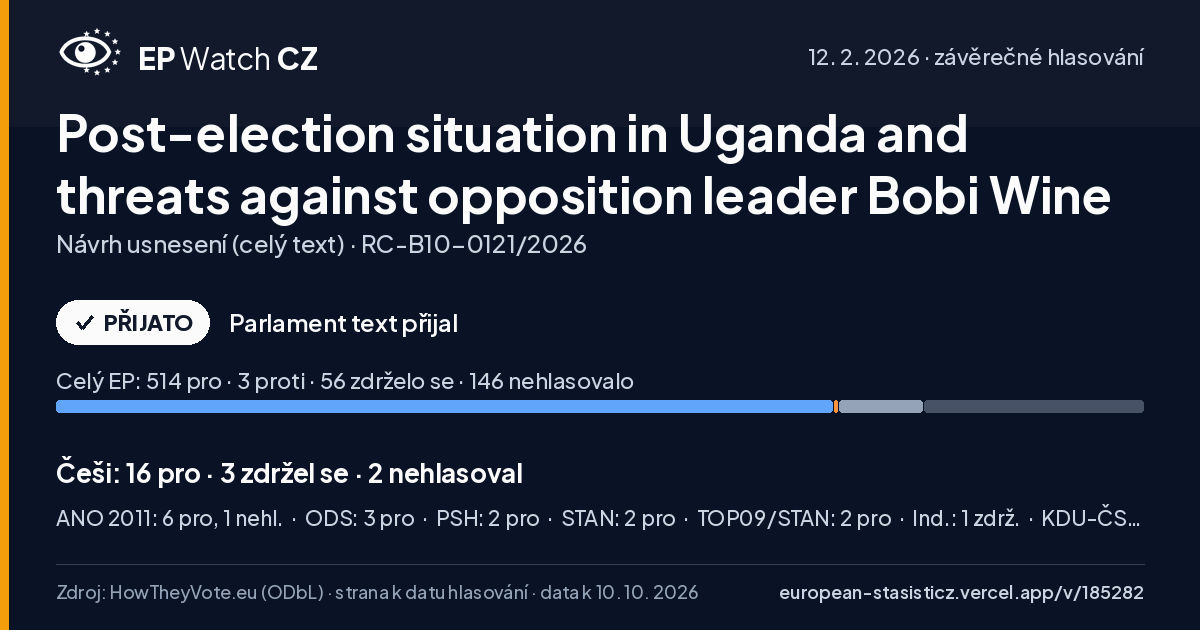 EP Watch CZ
12. 2. 2026 · závěrečné hlasování
Post-election situation in Uganda and
threats against opposition leader Bobi Wine
Návrh usnesení (celý text) · RC-B10-0121/2026
✓ PŘIJATO
Parlament text přijal
Celý EP: 514 pro · 3 proti · 56 zdrželo se · 146 nehlasovalo
Češi: 16 pro · 3 zdržel se · 2 nehlasoval
ANO 2011: 6 pro, 1 nehl. · ODS: 3 pro · PSH: 2 pro · STAN: 2 pro · TOP09/STAN: 2 pro · Ind.: 1 zdrž. · KDU-ČS…
Zdroj: HowTheyVote.eu (ODbL) · strana k datu hlasování · data k 10. 10. 2026
european-stasisticz.vercel.app/v/185282